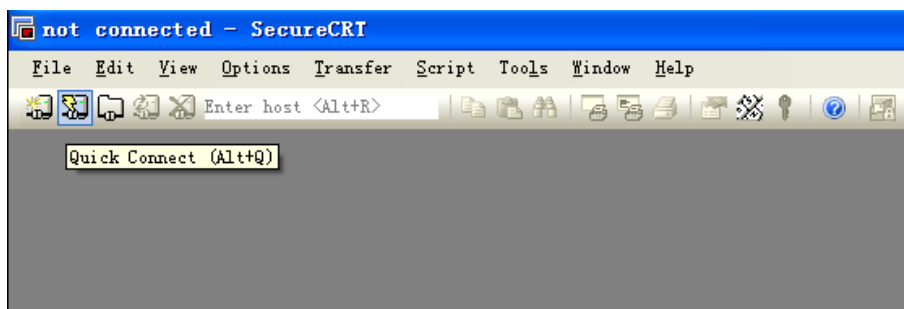 not connected - SecureCRT
File Edit View Options Transfer Script Tools Window Help
Enter host <Alt+R>
Quick Connect (Alt+Q)